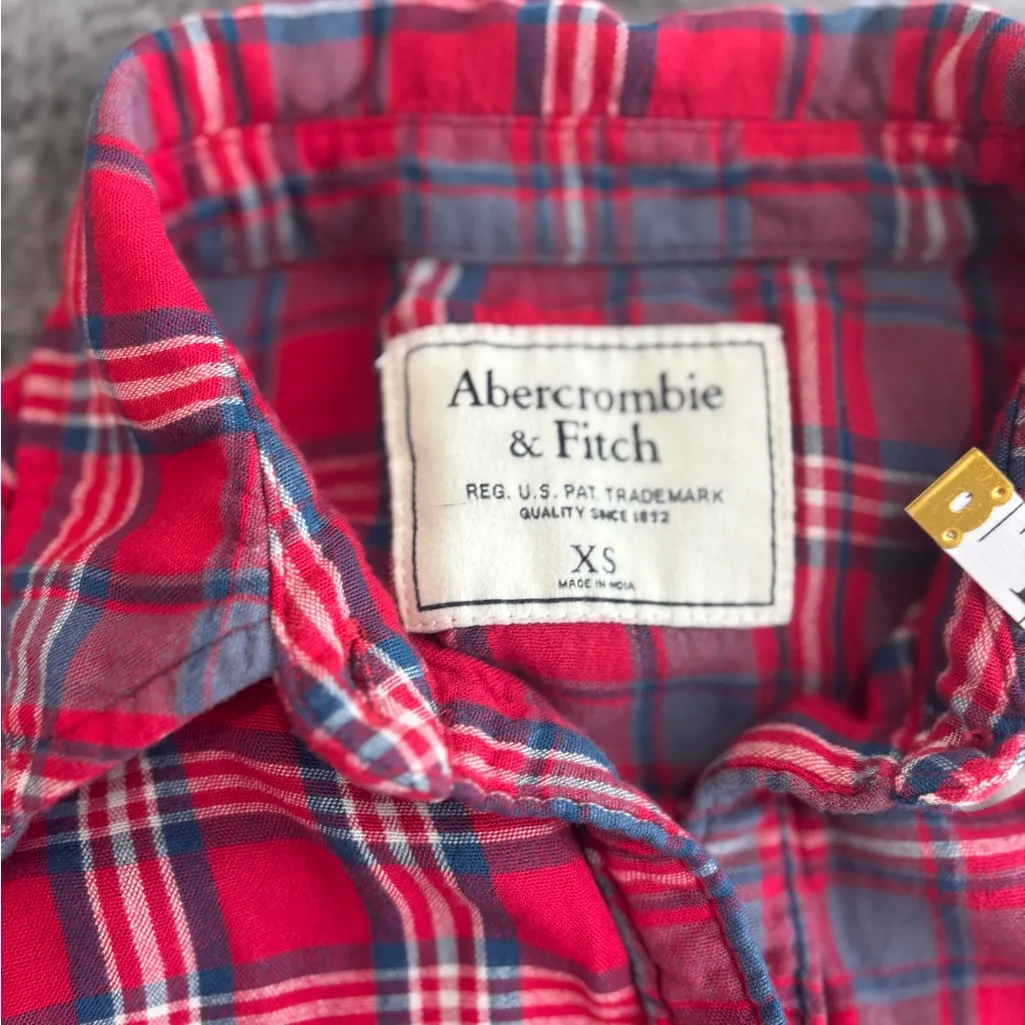 Abercrombie
& Fitch
REG. U.S. PAT. TRADEMARK
QUALITY SINCE 1892
XS
MADE IN INDIA